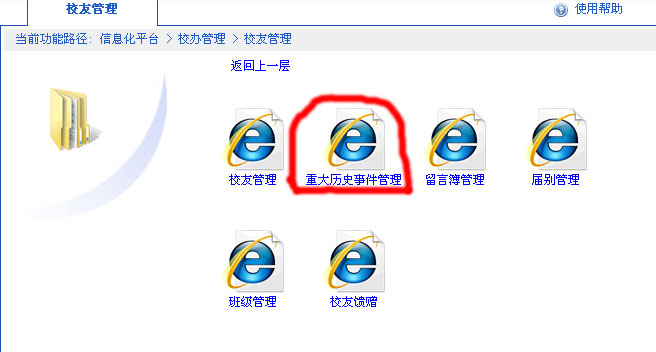 校友管理
使用帮助
当前功能路径：信息化平台 > 校办管理 > 校友管理
返回上一层
校友管理 重大历史事件管理 留言簿管理 届别管理
班级管理 校友馈赠